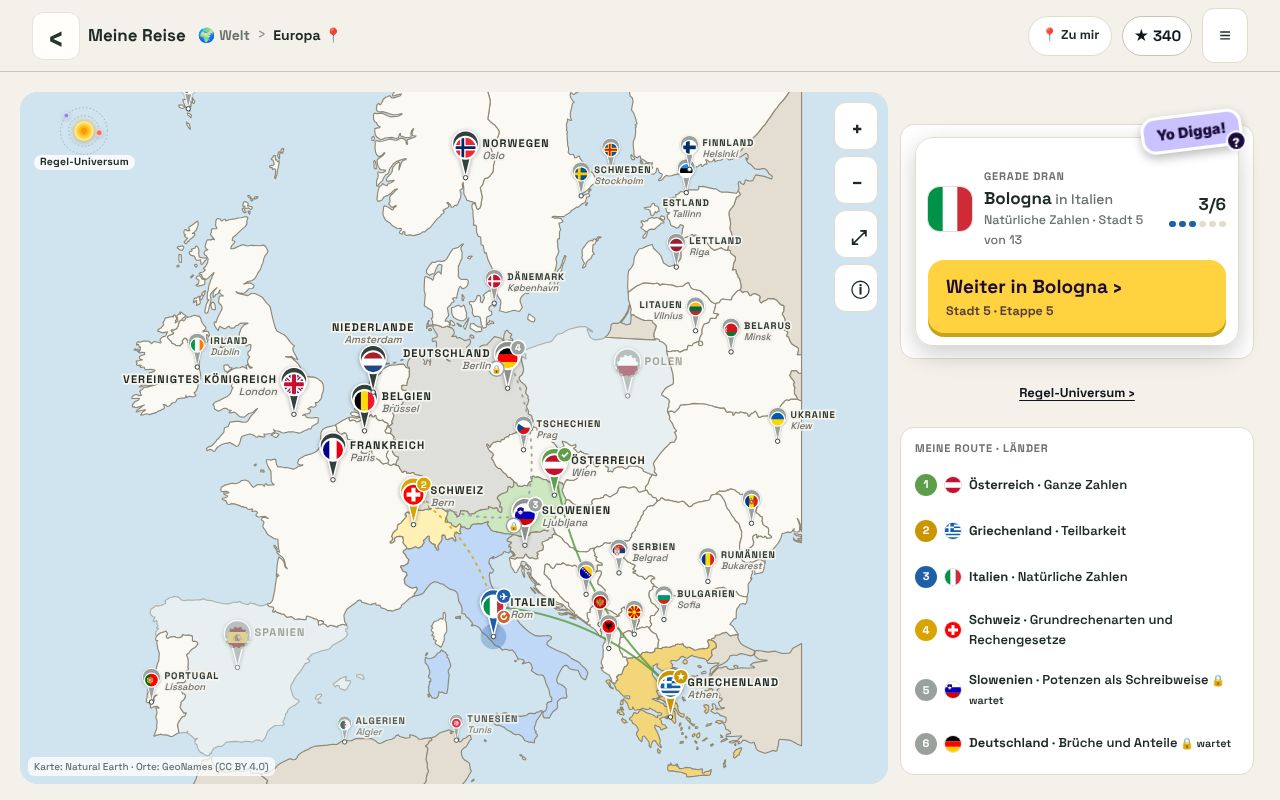 <
Meine Reise
🌍 Welt > Europa 📍
📍 Zu mir
★ 340
≡
Regel-Universum
+
−
NORWEGEN
Oslo
FINNLAND
Helsinki
SCHWEDEN
Stockholm
ESTLAND
Tallinn
LETTLAND
Riga
DÄNEMARK
København
LITAUEN
Vilnius
BELARUS
Minsk
IRLAND
Dublin
NIEDERLANDE
Amsterdam
DEUTSCHLAND
Berlin
4
POLEN
VEREINIGTES KÖNIGREICH
London
BELGIEN
Brüssel
UKRAINE
Kiew
TSCHECHIEN
Prag
FRANKREICH
Paris
ÖSTERREICH
Wien
SCHWEIZ
Bern
2
SLOWENIEN
Ljubljana
3
SERBIEN
Belgrad
RUMÄNIEN
Bukarest
BULGARIEN
Sofia
ITALIEN
Rom
SPANIEN
PORTUGAL
Lissabon
GRIECHENLAND
Athen
ALGERIEN
Algier
TUNESIEN
Tunis
Karte: Natural Earth · Orte: GeoNames (CC BY 4.0)
Yo Digga!
?
GERADE DRAN
Bologna in Italien
Natürliche Zahlen · Stadt 5
von 13
3/6
Weiter in Bologna >
Stadt 5 · Etappe 5
Regel-Universum >
MEINE ROUTE · LÄNDER
1 Österreich · Ganze Zahlen
2 Griechenland · Teilbarkeit
3 Italien · Natürliche Zahlen
4 Schweiz · Grundrechenarten und
Rechengesetze
5 Slowenien · Potenzen als Schreibweise 🔒
wartet
6 Deutschland · Brüche und Anteile 🔒 wartet